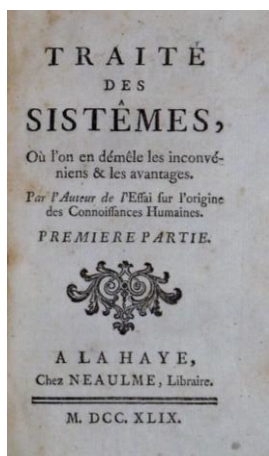 TRAITÉ
DES
SISTÊMES,
Où l'on en démêle les inconvé-
niens & les avantages.
Par l'Auteur de l'Essai sur l'origine
des Connoissances Humaines.
PREMIERE PARTIE.
A LA HAYE,
Chez NEAULME, Libraire.
M. DCC. XLIX.